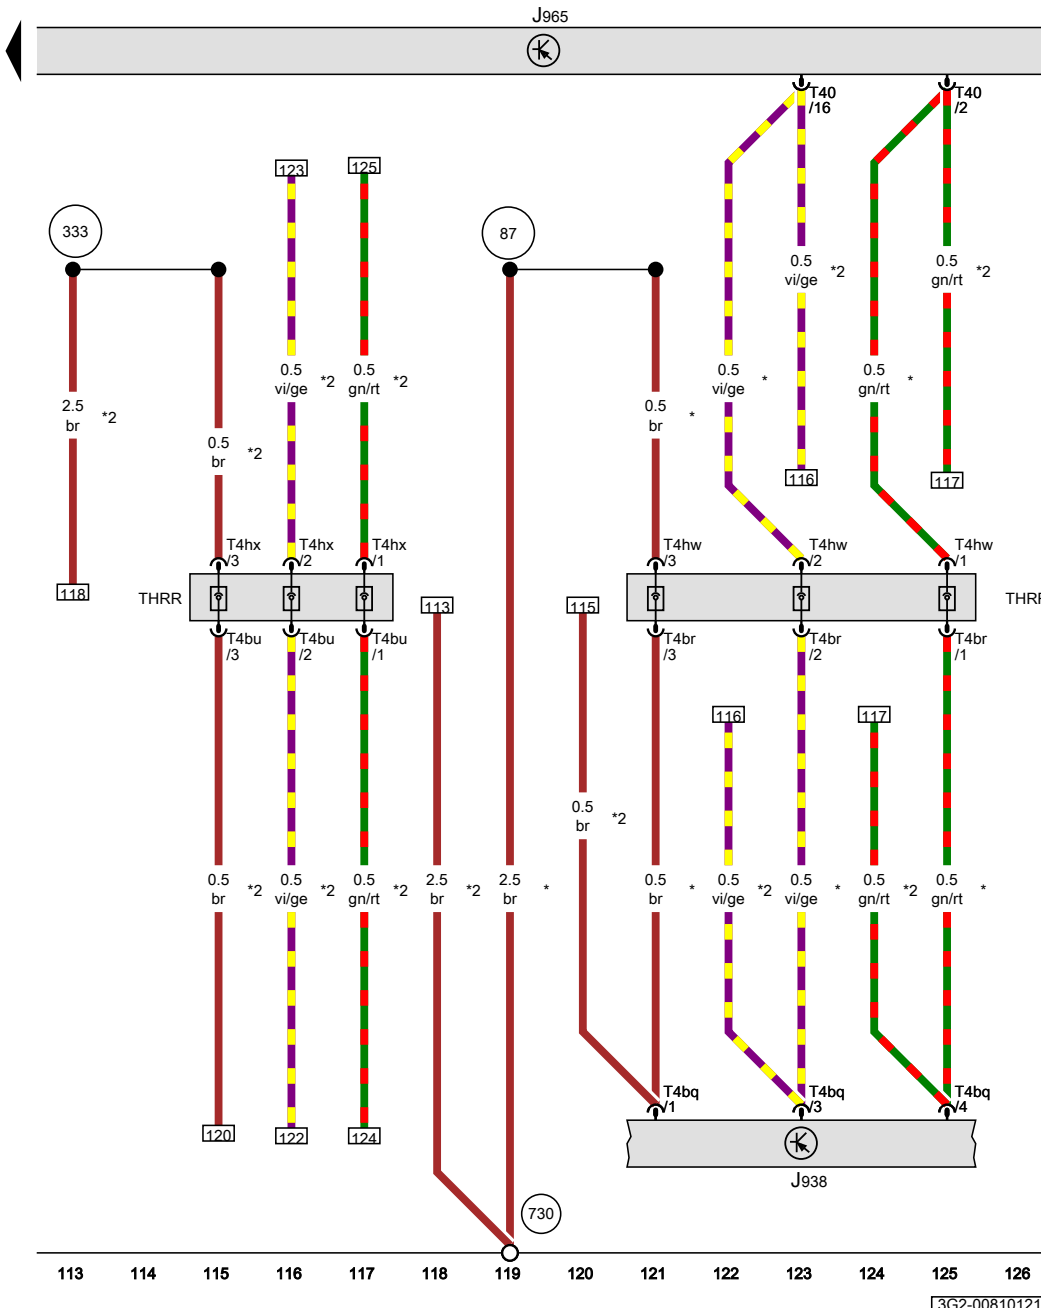 J965
T40
/16
T40
/2
123
125
333
87
0.5
vi/ge
*2
0.5
gn/rt
*2
0.5
vi/ge
*2
0.5
gn/rt
*2
0.5
vi/ge
*
0.5
gn/rt
*
2.5
br
*2
0.5
br
*
0.5
br
*2
116
117
T4hx
/3
T4hx
/2
T4hx
/1
T4hw
/3
T4hw
/2
T4hw
/1
118
THRR
113
115
T4bu
/3
T4bu
/2
T4bu
/1
T4br
/3
T4br
/2
T4br
/1
116
117
0.5
br
*2
0.5
br
*2
0.5
vi/ge
*2
0.5
gn/rt
*2
2.5
br
*2
2.5
br
*
0.5
br
*
0.5
vi/ge
*2
0.5
vi/ge
*
0.5
gn/rt
*2
0.5
gn/rt
*
T4bq
/1
T4bq
/3
T4bq
/4
120
122
124
J938
730
113 114 115 116 117 118 119 120 121 122 123 124 125 126
3G2-00810121